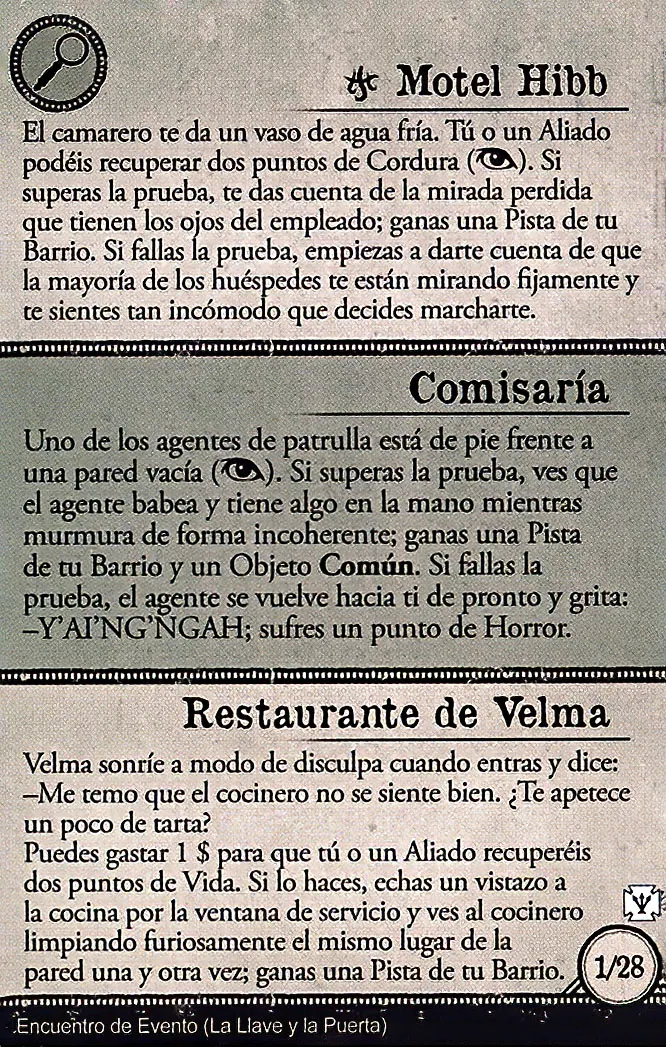 Motel Hibb
El camarero te da un vaso de agua fría. Tú o un Aliado
podéis recuperar dos puntos de Cordura ( ). Si
superas la prueba, te das cuenta de la mirada perdida
que tienen los ojos del empleado; ganas una Pista de tu
Barrio. Si fallas la prueba, empiezas a darte cuenta de que
la mayoría de los huéspedes te están mirando fijamente y
te sientes tan incómodo que decides marcharte.
Comisaría
Uno de los agentes de patrulla está de pie frente a
una pared vacía ( ). Si superas la prueba, ves que
el agente babea y tiene algo en la mano mientras
murmura de forma incoherente; ganas una Pista
de tu Barrio y un Objeto Común. Si fallas la
prueba, el agente se vuelve hacia ti de pronto y grita:
–Y'AI'NG'NGAH; sufres un punto de Horror.
Restaurante de Velma
Velma sonríe a modo de disculpa cuando entras y dice:
–Me temo que el cocinero no se siente bien. ¿Te apetece
un poco de tarta?
Puedes gastar 1 $ para que tú o un Aliado recuperéis
dos puntos de Vida. Si lo haces, echas un vistazo a
la cocina por la ventana de servicio y ves al cocinero
limpiando furiosamente el mismo lugar de la
pared una y otra vez; ganas una Pista de tu Barrio.
1/28
.Encuentro de Evento (La Llave y la Puerta)